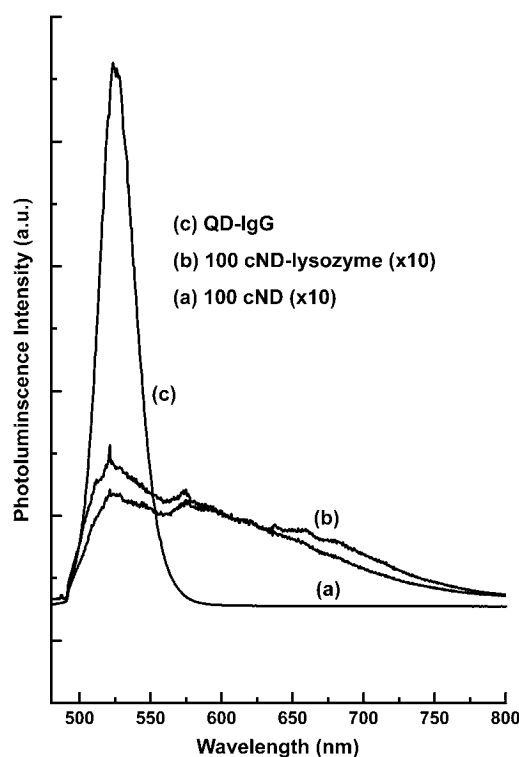 Photoluminscence Intensity (a.u.)
(c) QD-IgG
(b) 100 cND-lysozyme (x10)
(a) 100 cND (x10)
(c)
(b)
(a)
500 550 600 650 700 750 800
Wavelength (nm)